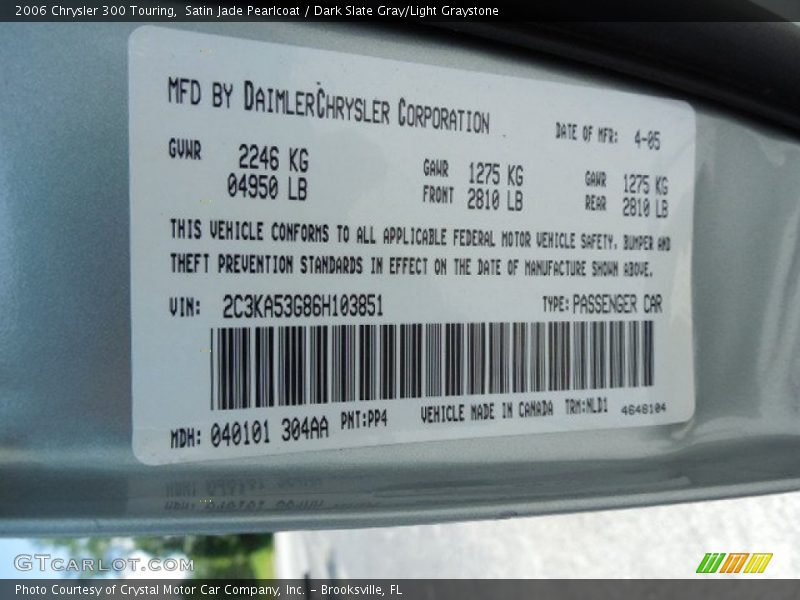 2006 Chrysler 300 Touring,  Satin Jade Pearlcoat / Dark Slate Gray/Light Graystone
MFD BY DAIMLERCHRYSLER CORPORATION
DATE OF MFR: 4-05
GVWR 2246 KG
04950 LB
GAWR 1275 KG
FRONT 2810 LB
GAWR 1275 KG
REAR 2810 LB
THIS VEHICLE CONFORMS TO ALL APPLICABLE FEDERAL MOTOR VEHICLE SAFETY, BUMPER AND
THEFT PREVENTION STANDARDS IN EFFECT ON THE DATE OF MANUFACTURE SHOWN ABOVE.
VIN: 2C3KA53G86H103851 TYPE: PASSENGER CAR
MDH: 040101 304AA PNT:PP4 VEHICLE MADE IN CANADA TRM:NLD1 4648104
GTCARLOT.COM
Photo Courtesy of Crystal Motor Car Company, Inc. – Brooksville, FL